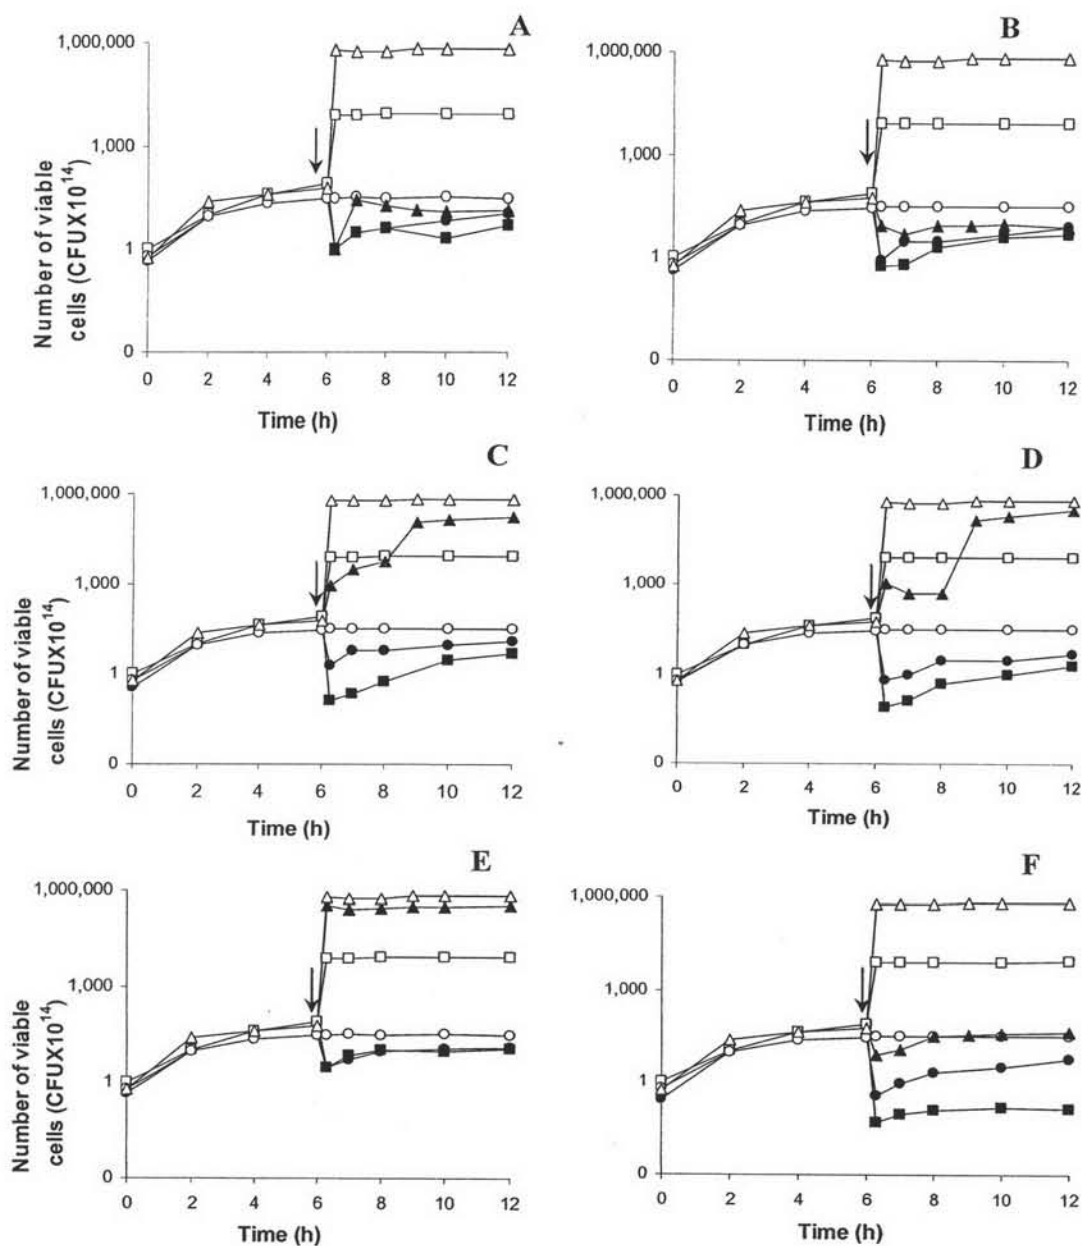 A
1,000,000
1,000
1
0
Number of viable
cells (CFUX10¹⁴)
0 2 4 6 8 10 12
Time (h)
B
1,000,000
1,000
1
0
0 2 4 6 8 10 12
Time (h)
C
1,000,000
1,000
1
0
Number of viable
cells (CFUX10¹⁴)
0 2 4 6 8 10 12
Time (h)
D
1,000,000
1,000
1
0
0 2 4 6 8 10 12
Time (h)
E
1,000,000
1,000
1
0
Number of viable
cells (CFUX10¹⁴)
0 2 4 6 8 10 12
Time (h)
F
1,000,000
1,000
1
0
0 2 4 6 8 10 12
Time (h)